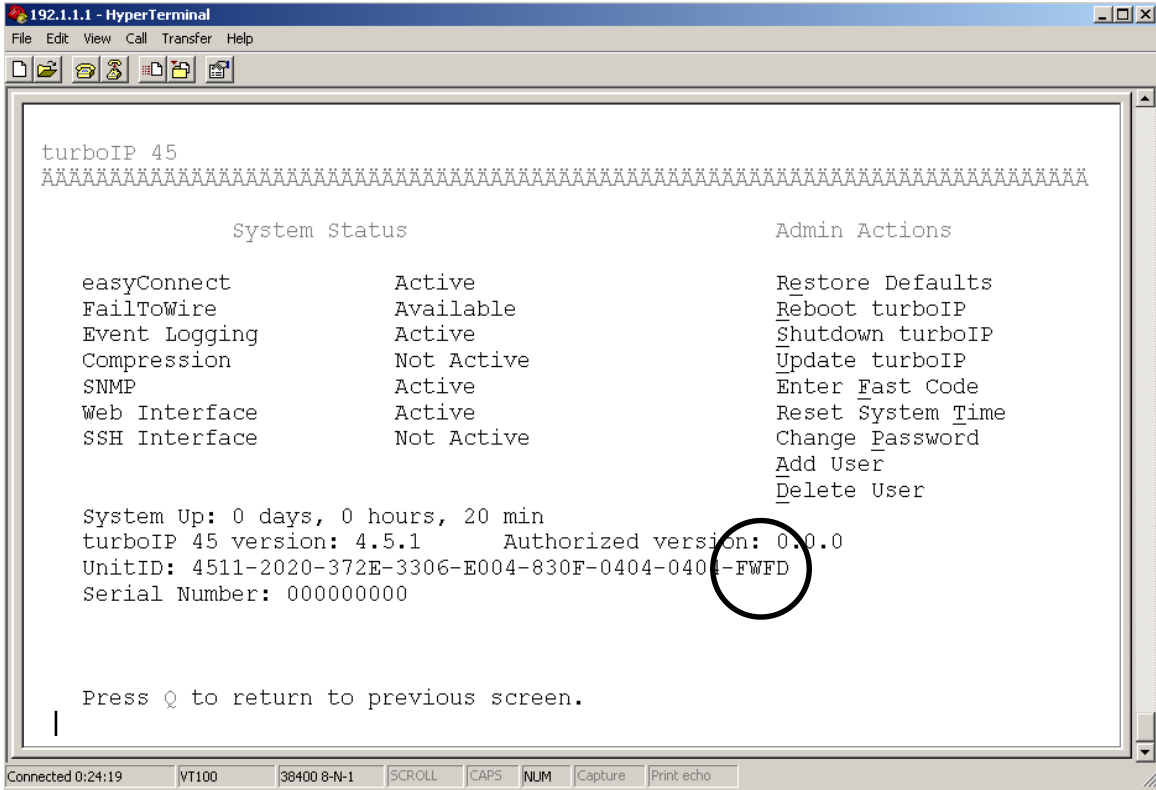 192.1.1.1 - HyperTerminal
File Edit View Call Transfer Help
turboIP 45
ÄÄÄÄÄÄÄÄÄÄÄÄÄÄÄÄÄÄÄÄÄÄÄÄÄÄÄÄÄÄÄÄÄÄÄÄÄÄÄÄÄÄÄÄÄÄÄÄÄÄÄÄÄÄÄÄÄÄÄÄÄÄÄÄÄÄÄÄÄÄÄÄÄÄÄÄÄ
System Status Admin Actions
easyConnect Active Restore Defaults
FailToWire Available Reboot turboIP
Event Logging Active Shutdown turboIP
Compression Not Active Update turboIP
SNMP Active Enter Fast Code
Web Interface Active Reset System Time
SSH Interface Not Active Change Password
Add User
Delete User
System Up: 0 days, 0 hours, 20 min
turboIP 45 version: 4.5.1 Authorized version: 0.0.0
UnitID: 4511-2020-372E-3306-E004-830F-0404-0404-FWFD
Serial Number: 000000000
Press Q to return to previous screen.
Connected 0:24:19 VT100 38400 8-N-1 SCROLL CAPS NUM Capture Print echo